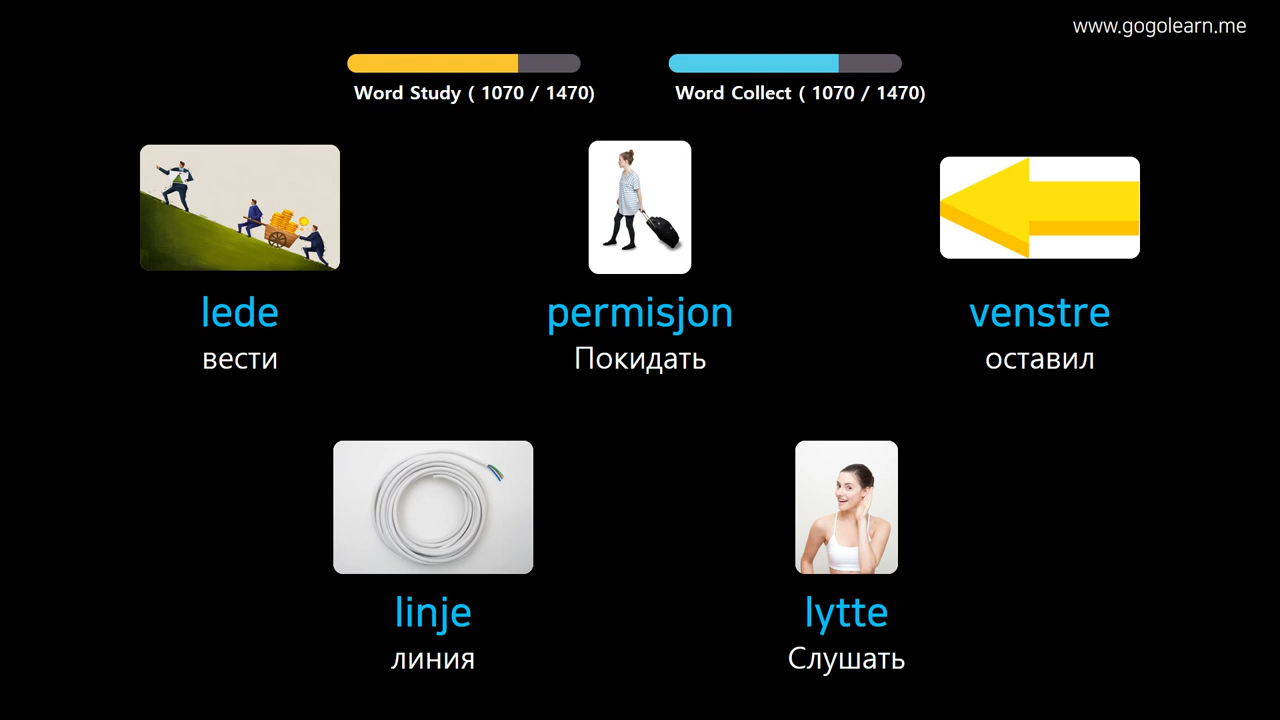 www.gogolearn.me
Word Study ( 1070 / 1470)
Word Collect ( 1070 / 1470)
lede
вести
permisjon
Покидать
venstre
оставил
linje
линия
lytte
Слушать